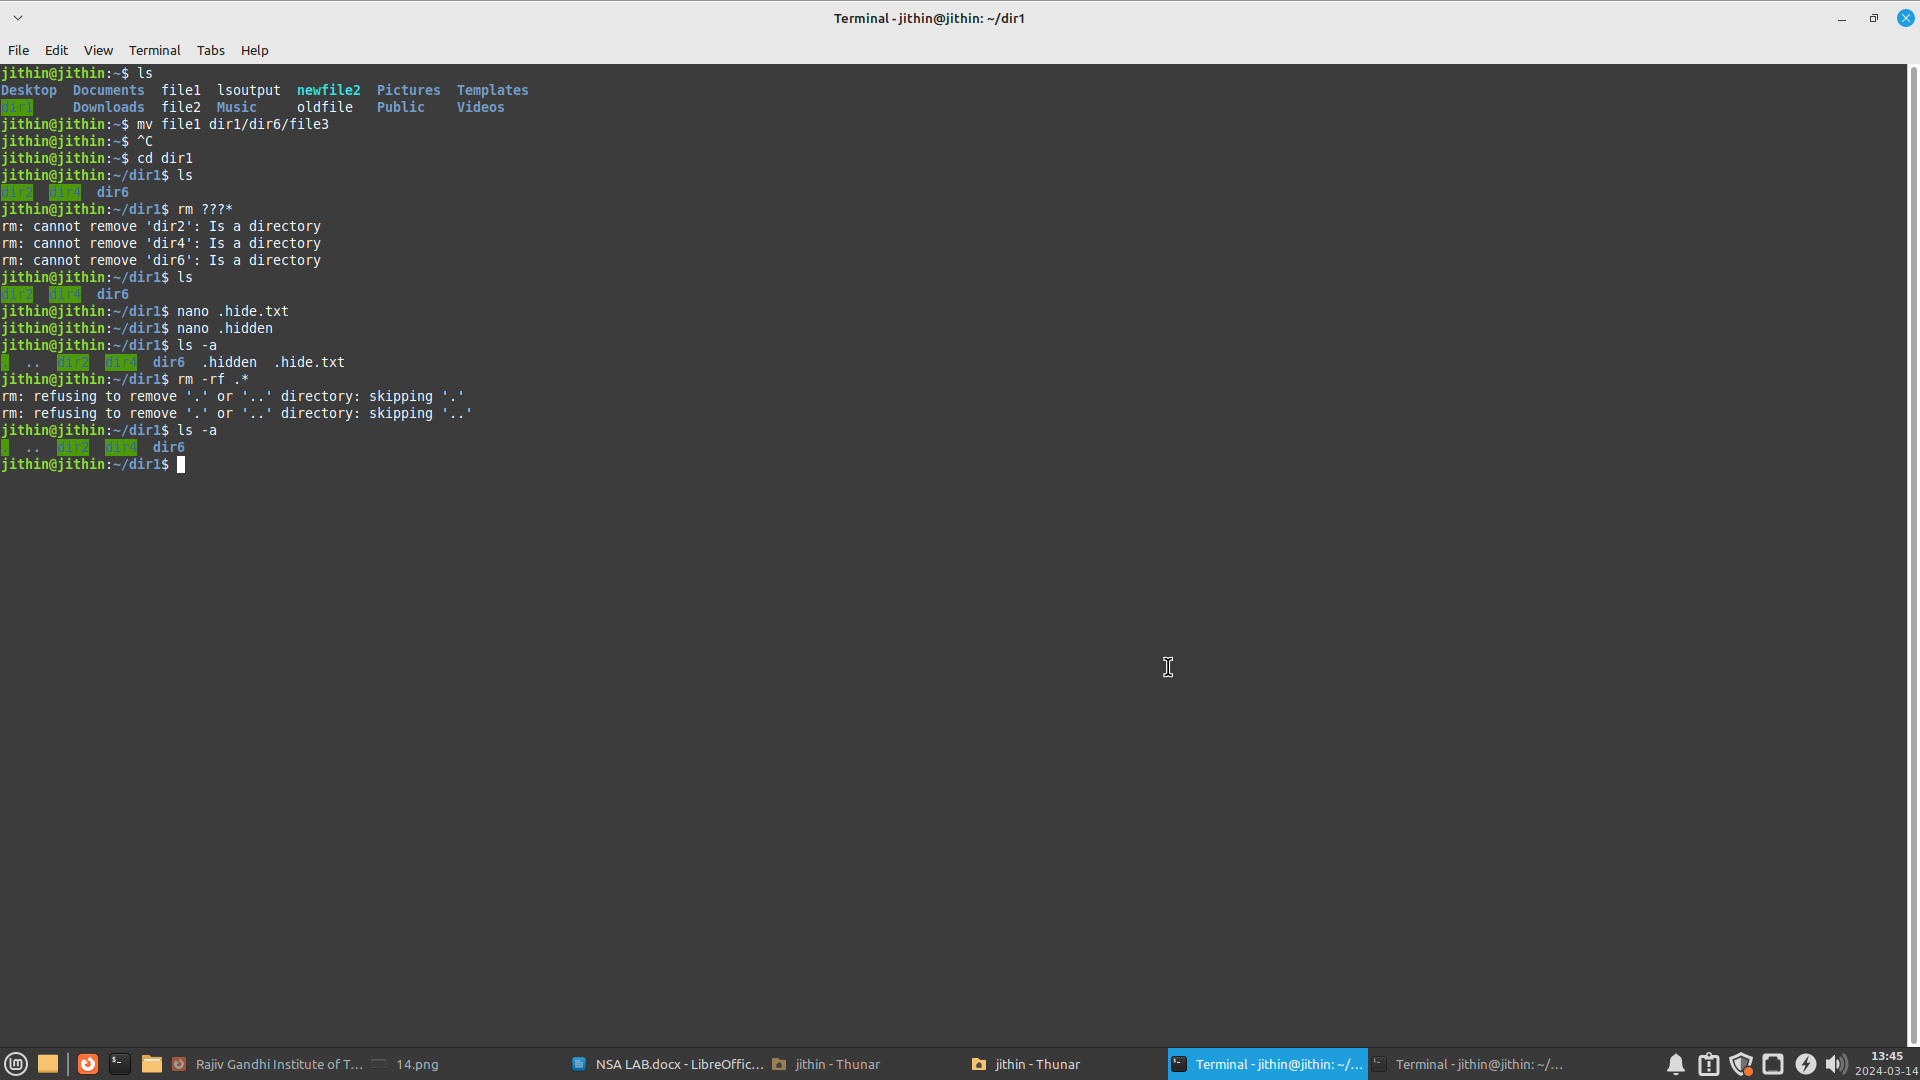 Terminal - jithin@jithin: ~/dir1
File Edit View Terminal Tabs Help
jithin@jithin:~$ ls
Desktop Documents file1 lsoutput newfile2 Pictures Templates
dir1 Downloads file2 Music oldfile Public Videos
jithin@jithin:~$ mv file1 dir1/dir6/file3
jithin@jithin:~$ ^C
jithin@jithin:~$ cd dir1
jithin@jithin:~/dir1$ ls
dir2 dir4 dir6
jithin@jithin:~/dir1$ rm ???*
rm: cannot remove 'dir2': Is a directory
rm: cannot remove 'dir4': Is a directory
rm: cannot remove 'dir6': Is a directory
jithin@jithin:~/dir1$ ls
dir2 dir4 dir6
jithin@jithin:~/dir1$ nano .hide.txt
jithin@jithin:~/dir1$ nano .hidden
jithin@jithin:~/dir1$ ls -a
. .. dir2 dir4 dir6 .hidden .hide.txt
jithin@jithin:~/dir1$ rm -rf .*
rm: refusing to remove '.' or '..' directory: skipping '.'
rm: refusing to remove '.' or '..' directory: skipping '..'
jithin@jithin:~/dir1$ ls -a
. .. dir2 dir4 dir6
jithin@jithin:~/dir1$
Rajiv Gandhi Institute of T... 14.png NSA LAB.docx - LibreOffic... jithin - Thunar jithin - Thunar Terminal - jithin@jithin: ~/... Terminal - jithin@jithin: ~/... 13:45
2024-03-14